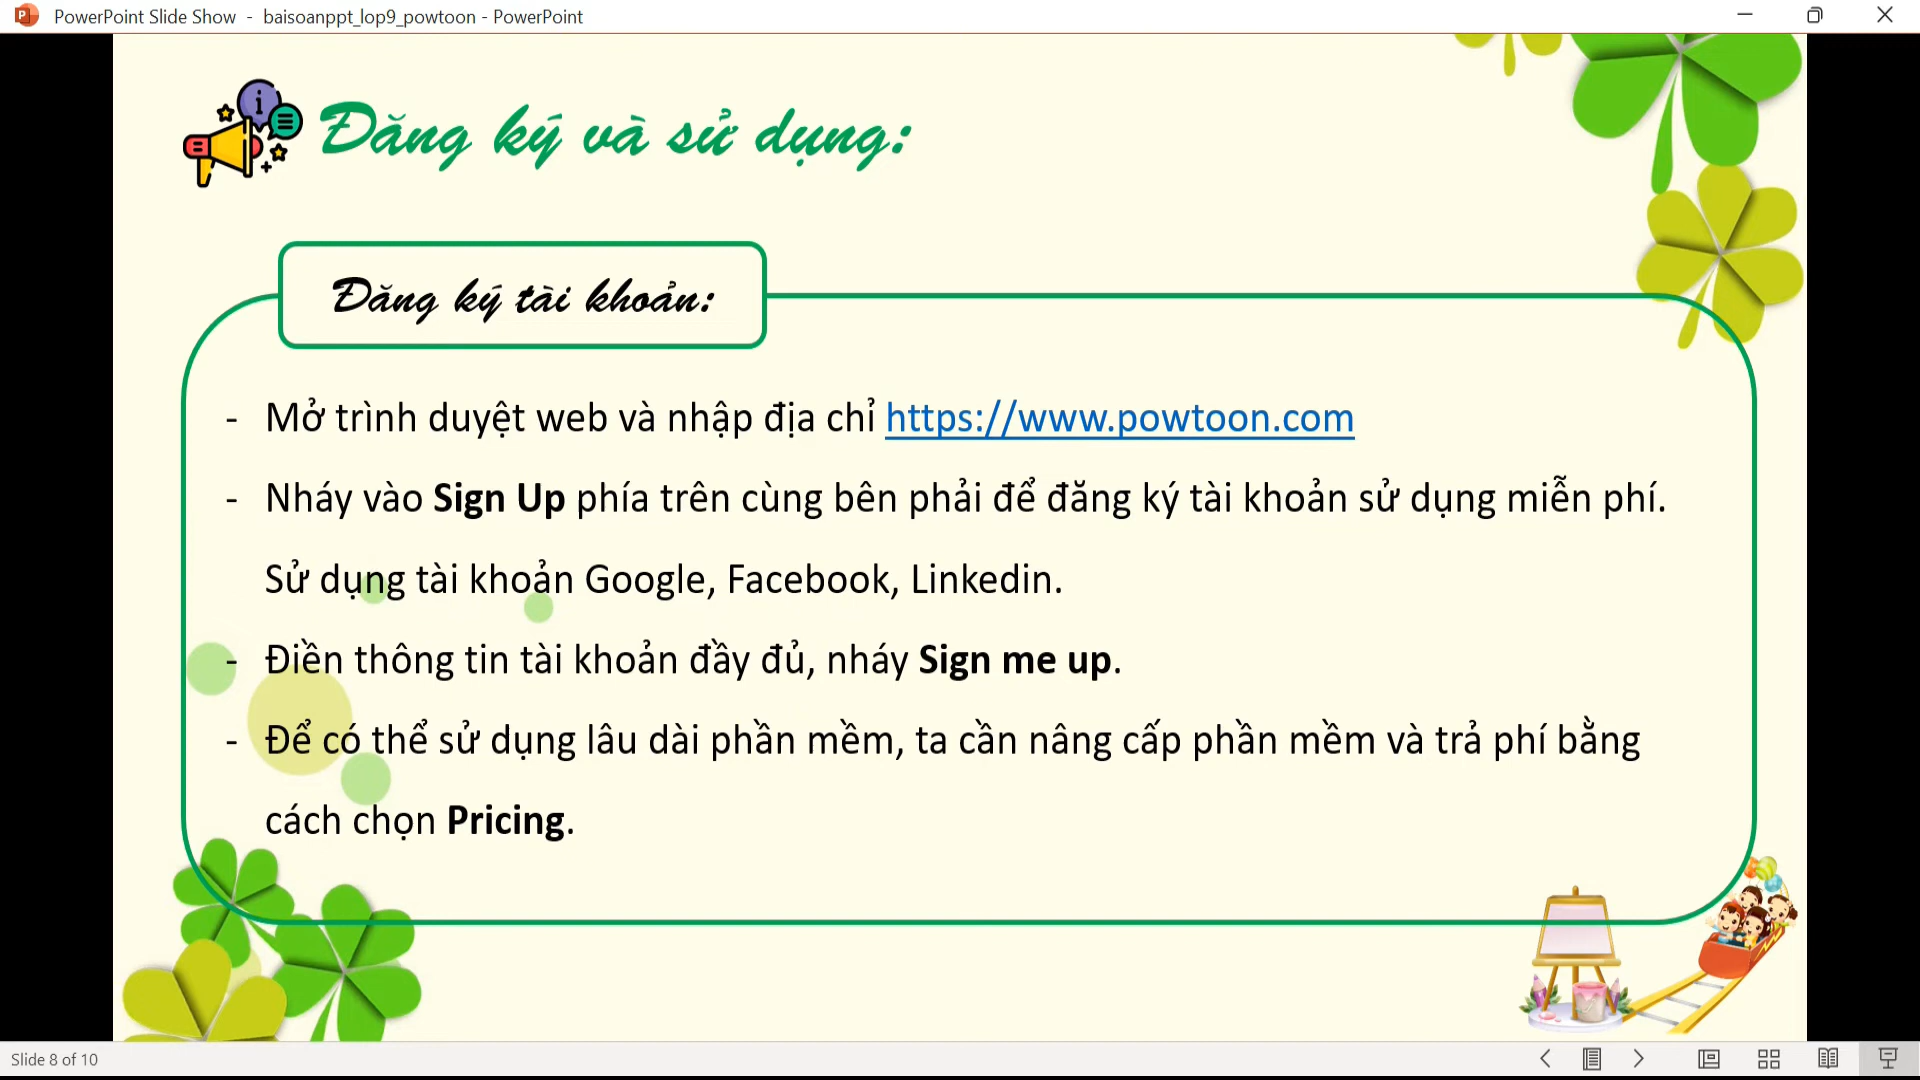 PowerPoint Slide Show - baisoanppt_lop9_powtoon - PowerPoint
Đăng ký và sử dụng:
Đăng ký tài khoản:
- Mở trình duyệt web và nhập địa chỉ https://www.powtoon.com
- Nháy vào Sign Up phía trên cùng bên phải để đăng ký tài khoản sử dụng miễn phí.
Sử dụng tài khoản Google, Facebook, Linkedin.
- Điền thông tin tài khoản đầy đủ, nháy Sign me up.
- Để có thể sử dụng lâu dài phần mềm, ta cần nâng cấp phần mềm và trả phí bằng
cách chọn Pricing.
Slide 8 of 10